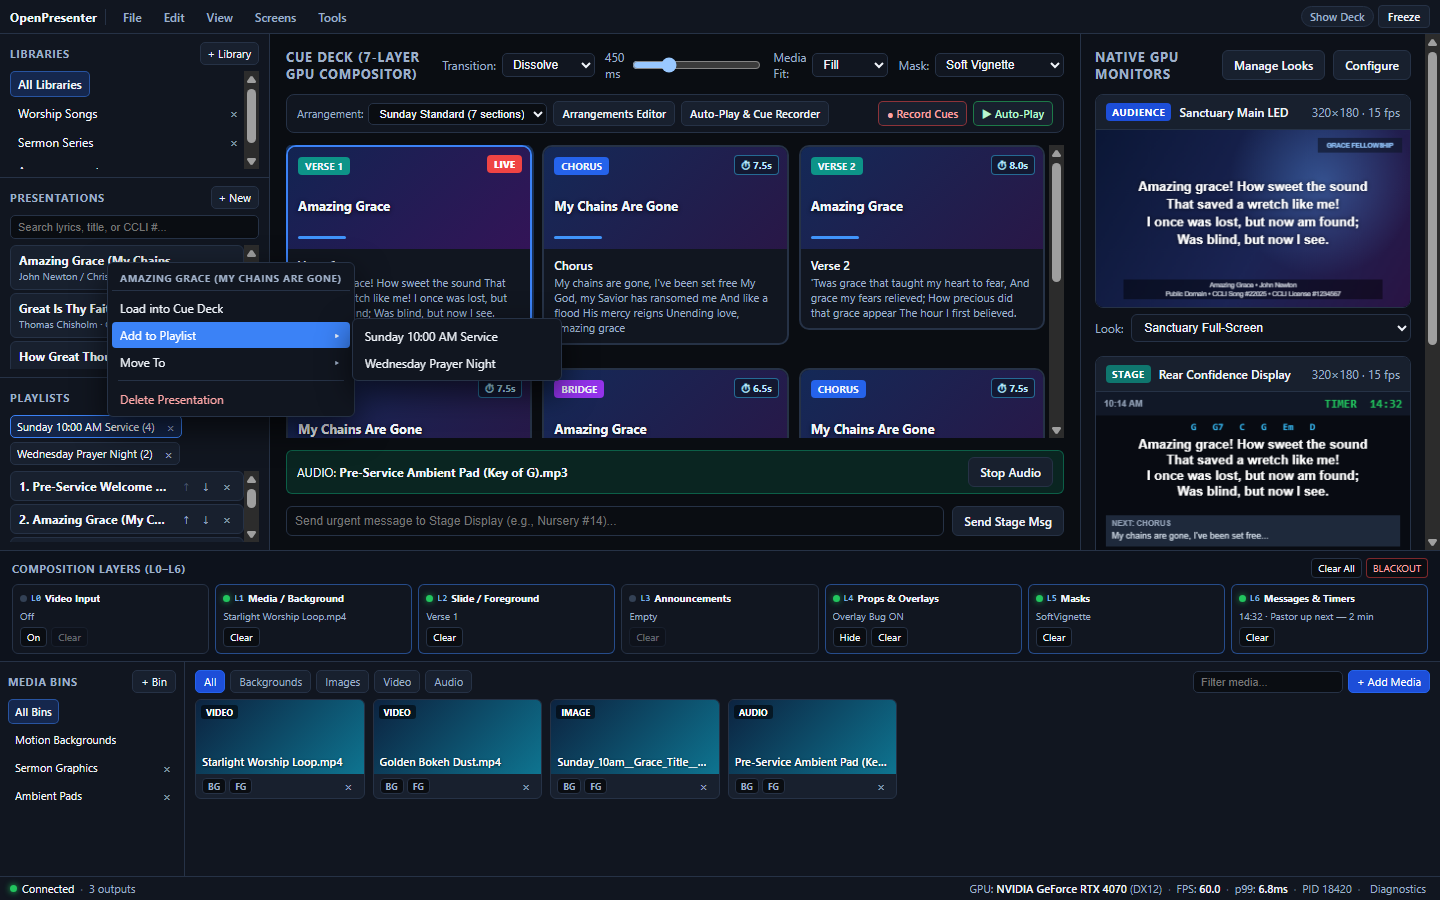 OpenPresenter
File
Edit
View
Screens
Tools
Show Deck
Freeze
LIBRARIES
+ Library
All Libraries
Worship Songs ×
Sermon Series ×
PRESENTATIONS
+ New
Search lyrics, title, or CCLI #...
Amazing Grace (My Chains
John Newton / Chris
Great Is Thy Fait
Thomas Chisholm ·
How Great Thou
AMAZING GRACE (MY CHAINS ARE GONE)
Load into Cue Deck
Add to Playlist ▸
Move To ▸
Delete Presentation
Sunday 10:00 AM Service
Wednesday Prayer Night
PLAYLISTS
Sunday 10:00 AM Service (4) ×
Wednesday Prayer Night (2) ×
1. Pre-Service Welcome ... ↑ ↓ ×
2. Amazing Grace (My C... ↑ ↓ ×
CUE DECK (7-LAYER
GPU COMPOSITOR)
Transition:
Dissolve
450
ms
Media
Fit:
Fill
Mask:
Soft Vignette
Arrangement:
Sunday Standard (7 sections)
Arrangements Editor
Auto-Play & Cue Recorder
● Record Cues
▶ Auto-Play
VERSE 1
LIVE
Amazing Grace
ace! How sweet the sound That
tch like me! I once was lost, but
nd; Was blind, but now I see.
CHORUS
⏱ 7.5s
My Chains Are Gone
Chorus
My chains are gone, I've been set free My
God, my Savior has ransomed me And like a
flood His mercy reigns Unending love,
mazing grace
VERSE 2
⏱ 8.0s
Amazing Grace
Verse 2
'Twas grace that taught my heart to fear, And
grace my fears relieved; How precious did
that grace appear The hour I first believed.
⏱ 7.5s
My Chains Are Gone
BRIDGE
⏱ 6.5s
Amazing Grace
CHORUS
⏱ 7.5s
My Chains Are Gone
AUDIO: Pre-Service Ambient Pad (Key of G).mp3
Stop Audio
Send urgent message to Stage Display (e.g., Nursery #14)...
Send Stage Msg
NATIVE GPU
MONITORS
Manage Looks
Configure
AUDIENCE
Sanctuary Main LED
320×180 · 15 fps
GRACE FELLOWSHIP
Amazing grace! How sweet the sound
That saved a wretch like me!
I once was lost, but now am found;
Was blind, but now I see.
Amazing Grace • John Newton
Public Domain • CCLI Song #22025 • CCLI License #1234567
Look:
Sanctuary Full-Screen
STAGE
Rear Confidence Display
320×180 · 15 fps
10:14 AM
TIMER 14:32
G G7 C G Em D
Amazing grace! How sweet the sound
That saved a wretch like me!
I once was lost, but now am found;
Was blind, but now I see.
NEXT: CHORUS
My chains are gone, I've been set free...
COMPOSITION LAYERS (L0–L6)
Clear All
BLACKOUT
L0 Video Input
Off
On
Clear
L1 Media / Background
Starlight Worship Loop.mp4
Clear
L2 Slide / Foreground
Verse 1
Clear
L3 Announcements
Empty
Clear
L4 Props & Overlays
Overlay Bug ON
Hide
Clear
L5 Masks
SoftVignette
Clear
L6 Messages & Timers
14:32 · Pastor up next — 2 min
Clear
MEDIA BINS
+ Bin
All Bins
Motion Backgrounds
Sermon Graphics ×
Ambient Pads ×
All
Backgrounds
Images
Video
Audio
Filter media...
+ Add Media
VIDEO
Starlight Worship Loop.mp4
BG FG ×
VIDEO
Golden Bokeh Dust.mp4
BG FG ×
IMAGE
Sunday_10am__Grace_Title__...
BG FG ×
AUDIO
Pre-Service Ambient Pad (Ke...
BG FG ×
Connected · 3 outputs
GPU: NVIDIA GeForce RTX 4070 (DX12) · FPS: 60.0 · p99: 6.8ms · PID 18420 · Diagnostics